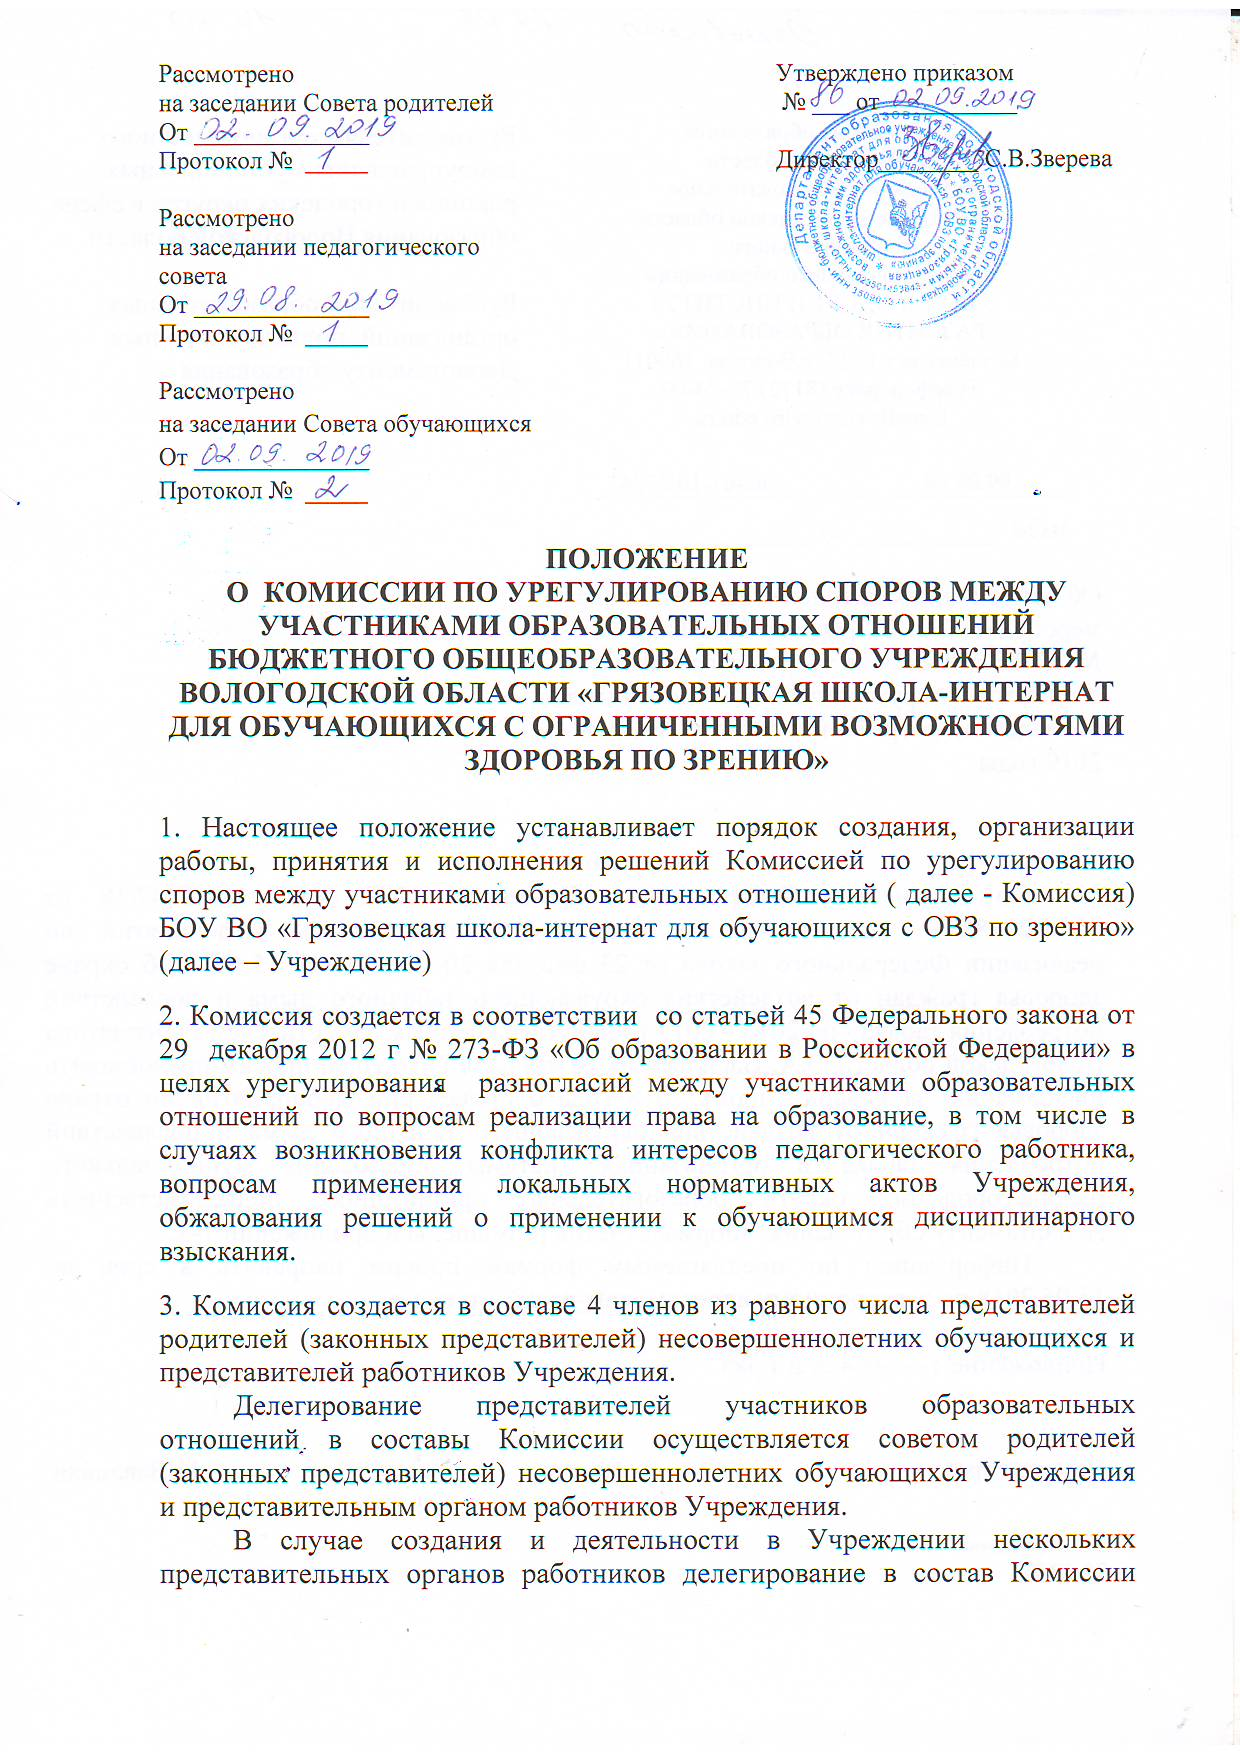 Рассмотрено
на заседании Совета родителей
От 02. 09. 2019
Протокол № 1
Утверждено приказом
№ 86 от 02.09.2019
Директор С.В.Зверева
Рассмотрено
на заседании педагогического
совета
От 29.08. 2019
Протокол № 1
Рассмотрено
на заседании Совета обучающихся
От 02.09. 2019
Протокол № 2
ПОЛОЖЕНИЕ
О КОМИССИИ ПО УРЕГУЛИРОВАНИЮ СПОРОВ МЕЖДУ
УЧАСТНИКАМИ ОБРАЗОВАТЕЛЬНЫХ ОТНОШЕНИЙ
БЮДЖЕТНОГО ОБЩЕОБРАЗОВАТЕЛЬНОГО УЧРЕЖДЕНИЯ
ВОЛОГОДСКОЙ ОБЛАСТИ «ГРЯЗОВЕЦКАЯ ШКОЛА-ИНТЕРНАТ
ДЛЯ ОБУЧАЮЩИХСЯ С ОГРАНИЧЕННЫМИ ВОЗМОЖНОСТЯМИ
ЗДОРОВЬЯ ПО ЗРЕНИЮ»
1. Настоящее положение устанавливает порядок создания, организации
работы, принятия и исполнения решений Комиссией по урегулированию
споров между участниками образовательных отношений ( далее - Комиссия)
БОУ ВО «Грязовецкая школа-интернат для обучающихся с ОВЗ по зрению»
(далее – Учреждение)
2. Комиссия создается в соответствии со статьей 45 Федерального закона от
29 декабря 2012 г № 273-ФЗ «Об образовании в Российской Федерации» в
целях урегулирования разногласий между участниками образовательных
отношений по вопросам реализации права на образование, в том числе в
случаях возникновения конфликта интересов педагогического работника,
вопросам применения локальных нормативных актов Учреждения,
обжалования решений о применении к обучающимся дисциплинарного
взыскания.
3. Комиссия создается в составе 4 членов из равного числа представителей
родителей (законных представителей) несовершеннолетних обучающихся и
представителей работников Учреждения.
Делегирование представителей участников образовательных
отношений в составы Комиссии осуществляется советом родителей
(законных представителей) несовершеннолетних обучающихся Учреждения
и представительным органом работников Учреждения.
В случае создания и деятельности в Учреждении нескольких
представительных органов работников делегирование в состав Комиссии